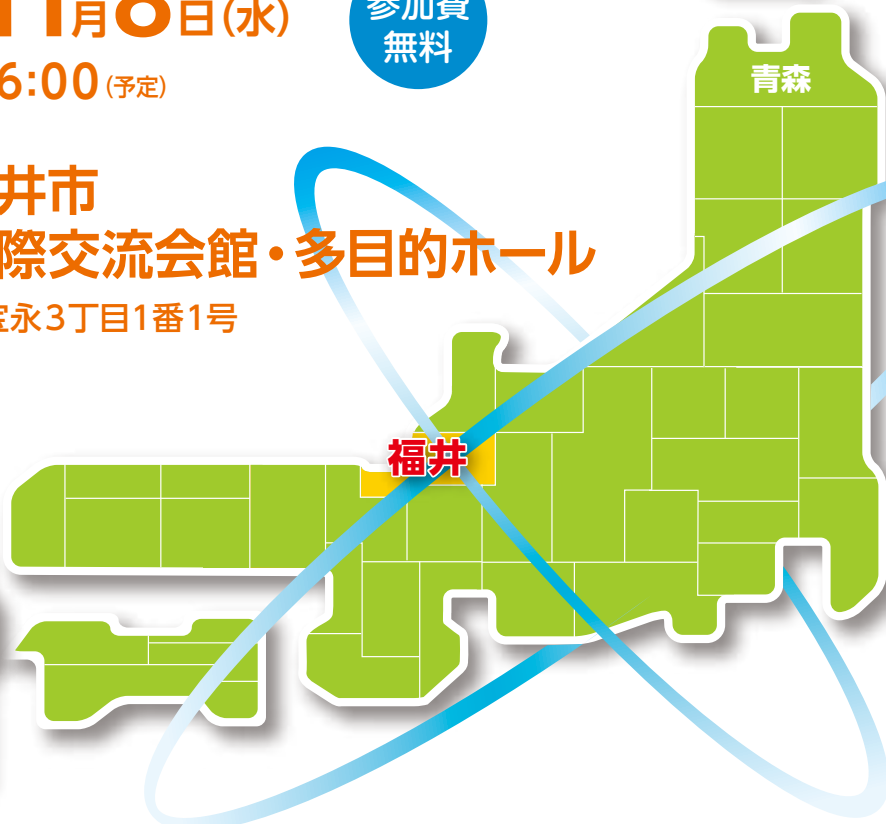 11月8日(水)
参加費
無料
6:00(予定)
井市
際交流会館・多目的ホール
永3丁目1番1号
青森
福井